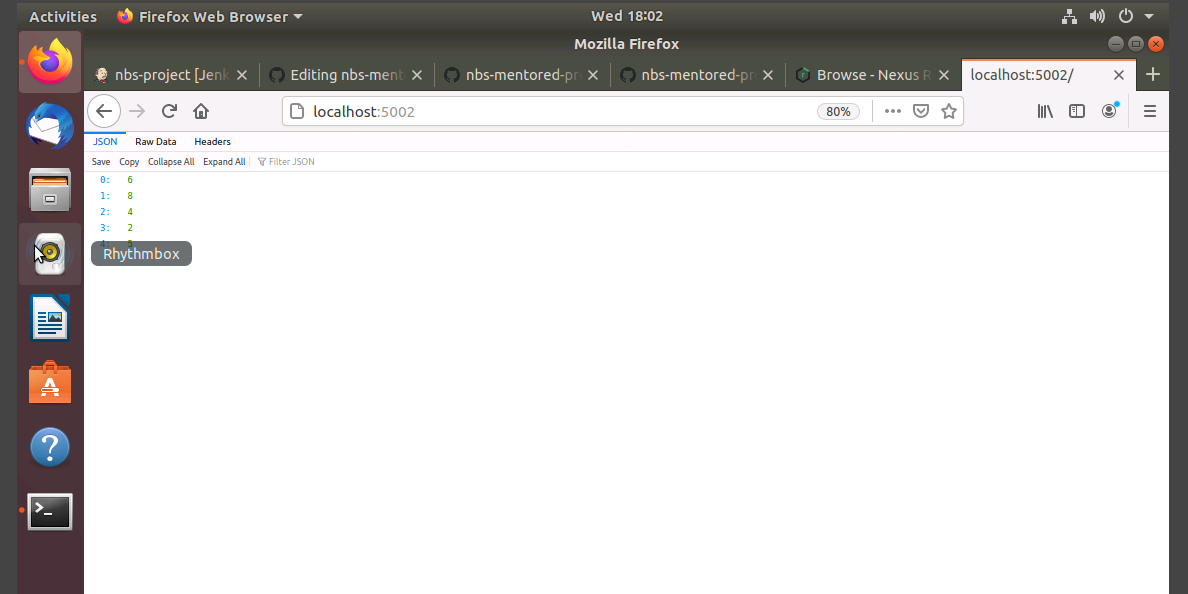 Activities Firefox Web Browser Wed 18:02
Mozilla Firefox
nbs-project [Jenk Editing nbs-ment nbs-mentored-pr nbs-mentored-pr Browse - Nexus R localhost:5002/
localhost:5002 80%
JSON Raw Data Headers
Save Copy Collapse All Expand All Filter JSON
0: 6
1: 8
2: 4
3: 2
4:
Rhythmbox